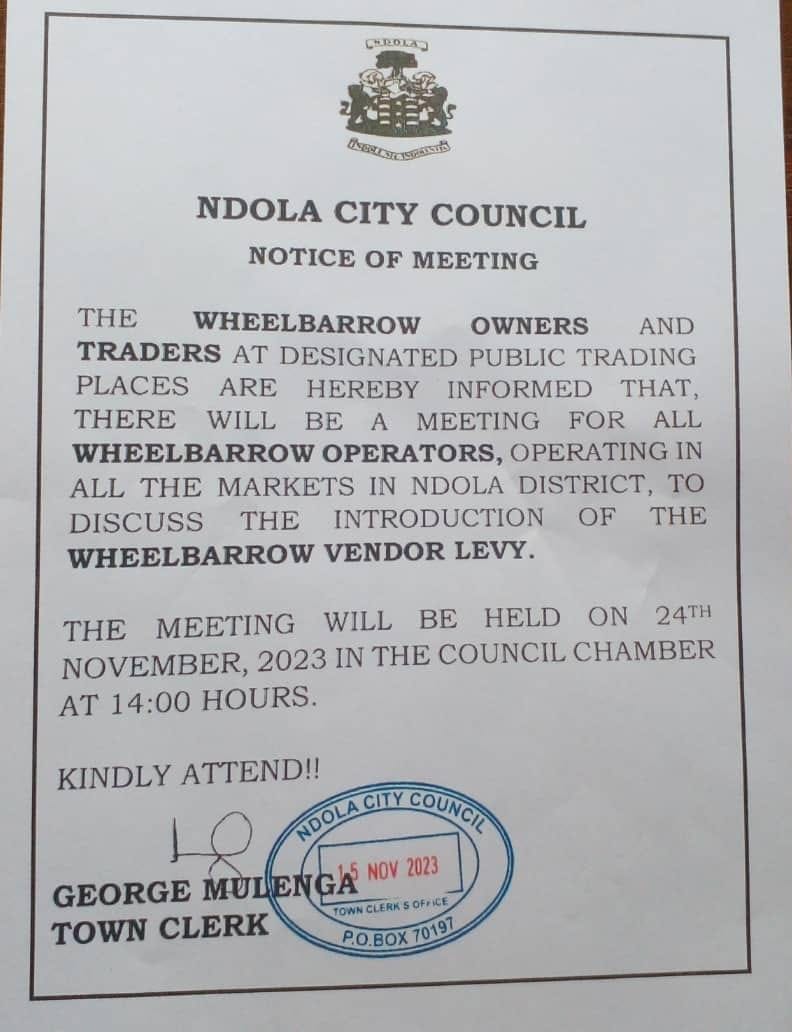 NDOLA
NDOLA CITY COUNCIL
NOTICE OF MEETING
THE WHEELBARROW OWNERS AND
TRADERS AT DESIGNATED PUBLIC TRADING
PLACES ARE HEREBY INFORMED THAT,
THERE WILL BE A MEETING FOR ALL
WHEELBARROW OPERATORS, OPERATING IN
ALL THE MARKETS IN NDOLA DISTRICT, TO
DISCUSS THE INTRODUCTION OF THE
WHEELBARROW VENDOR LEVY.
THE MEETING WILL BE HELD ON 24TH
NOVEMBER, 2023 IN THE COUNCIL CHAMBER
AT 14:00 HOURS.
KINDLY ATTEND!!
GEORGE MULENGA
TOWN CLERK
NDOLA CITY COUNCIL
15 NOV 2023
TOWN CLERK'S OFFICE
P.O.BOX 70197